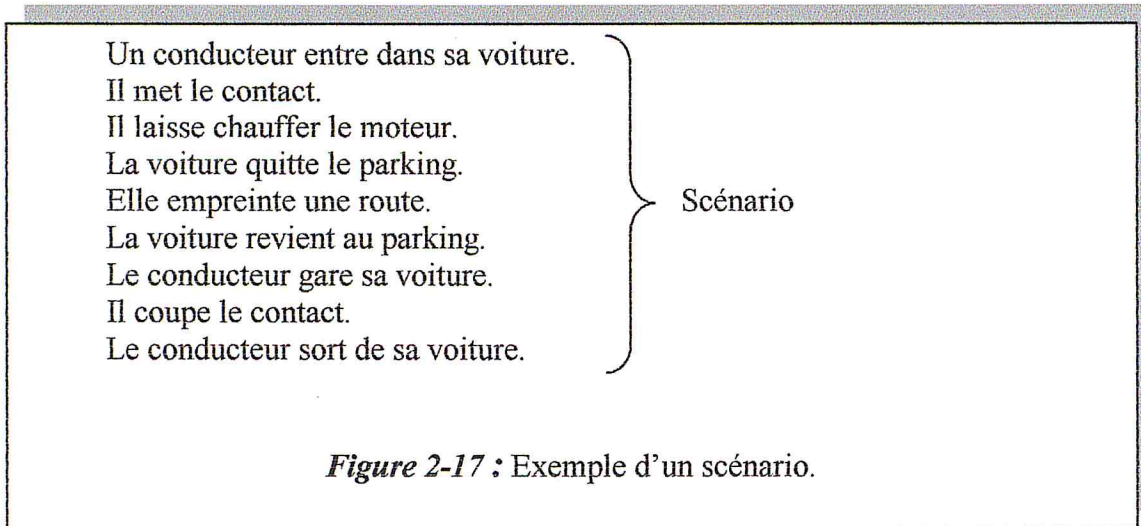 Un conducteur entre dans sa voiture.
Il met le contact.
Il laisse chauffer le moteur.
La voiture quitte le parking.
Elle empreinte une route.
Scénario
La voiture revient au parking.
Le conducteur gare sa voiture.
Il coupe le contact.
Le conducteur sort de sa voiture.
Figure 2-17 : Exemple d'un scénario.